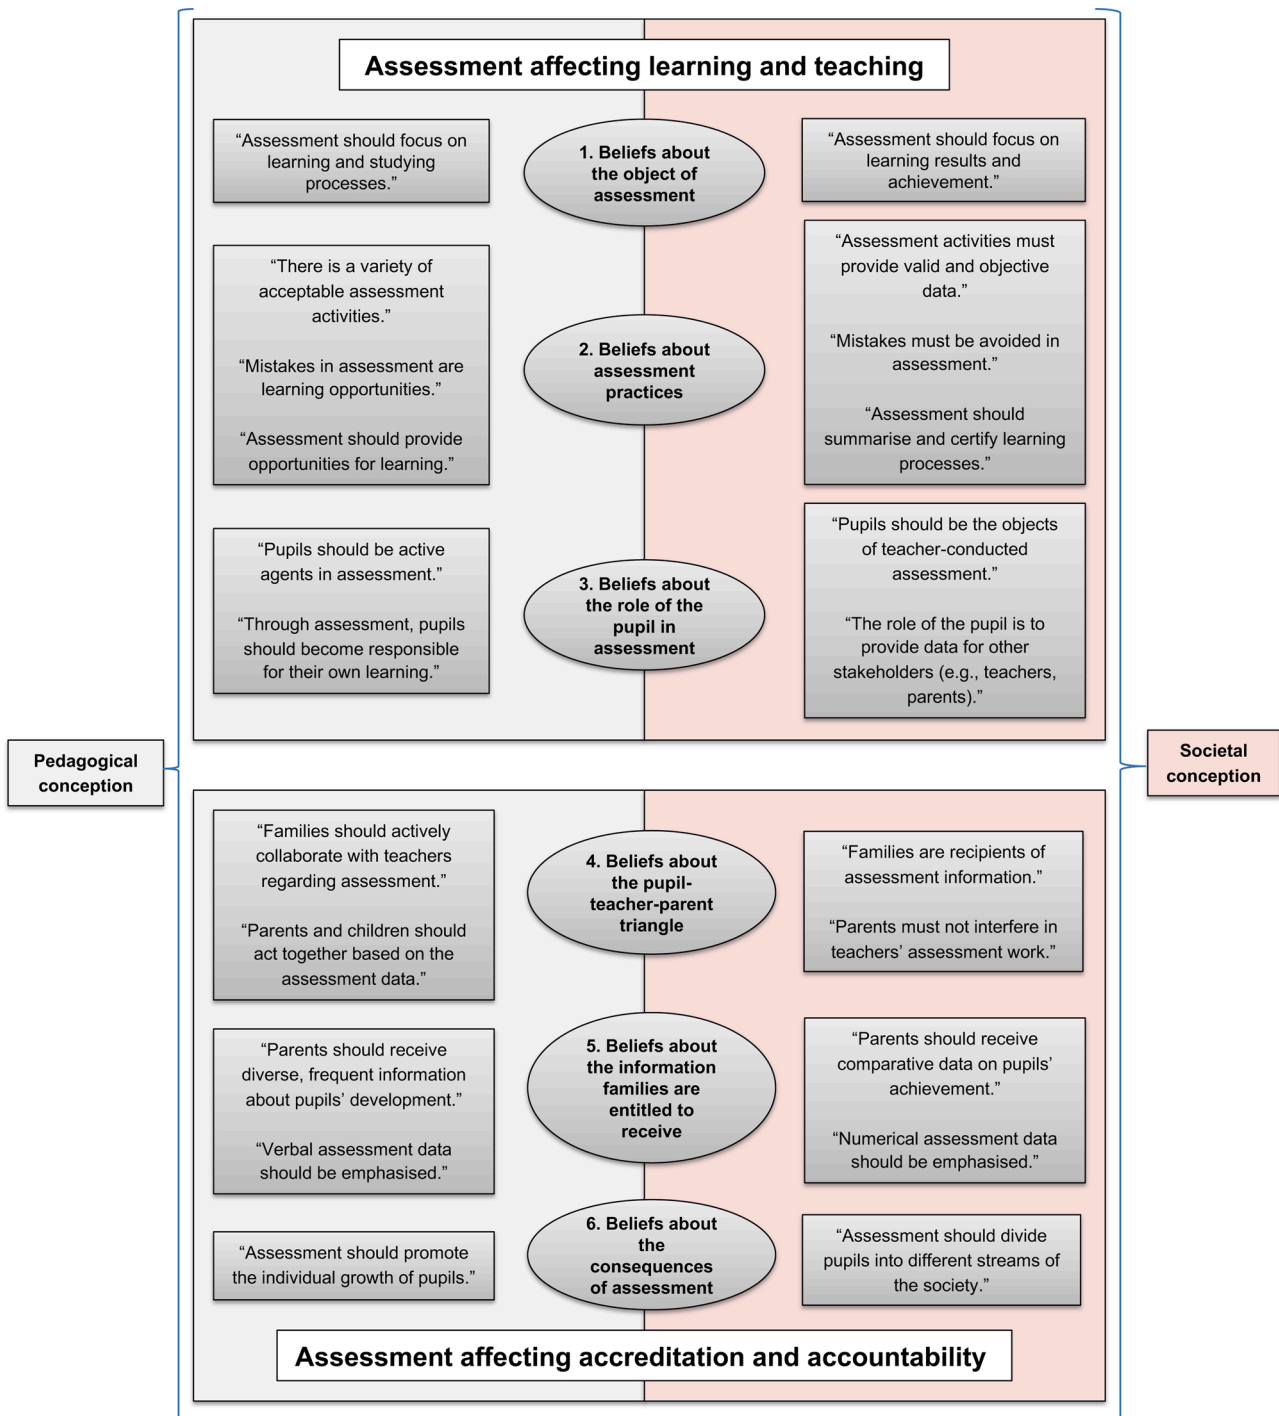 Assessment affecting learning and teaching
“Assessment should focus on
learning and studying
processes.”
1. Beliefs about
the object of
assessment
“Assessment should focus on
learning results and
achievement.”
“There is a variety of
acceptable assessment
activities.”
“Mistakes in assessment are
learning opportunities.”
“Assessment should provide
opportunities for learning.”
2. Beliefs about
assessment
practices
“Assessment activities must
provide valid and objective
data.”
“Mistakes must be avoided in
assessment.”
“Assessment should
summarise and certify learning
processes.”
“Pupils should be active
agents in assessment.”
“Through assessment, pupils
should become responsible
for their own learning.”
3. Beliefs about
the role of the
pupil in
assessment
“Pupils should be the objects
of teacher-conducted
assessment.”
“The role of the pupil is to
provide data for other
stakeholders (e.g., teachers,
parents).”
Pedagogical
conception
Societal
conception
“Families should actively
collaborate with teachers
regarding assessment.”
“Parents and children should
act together based on the
assessment data.”
4. Beliefs about
the pupil-
teacher-parent
triangle
“Families are recipients of
assessment information.”
“Parents must not interfere in
teachers’ assessment work.”
“Parents should receive
diverse, frequent information
about pupils’ development.”
“Verbal assessment data
should be emphasised.”
5. Beliefs about
the information
families are
entitled to
receive
“Parents should receive
comparative data on pupils’
achievement.”
“Numerical assessment data
should be emphasised.”
“Assessment should promote
the individual growth of pupils.”
6. Beliefs about
the
consequences
of assessment
“Assessment should divide
pupils into different streams of
the society.”
Assessment affecting accreditation and accountability